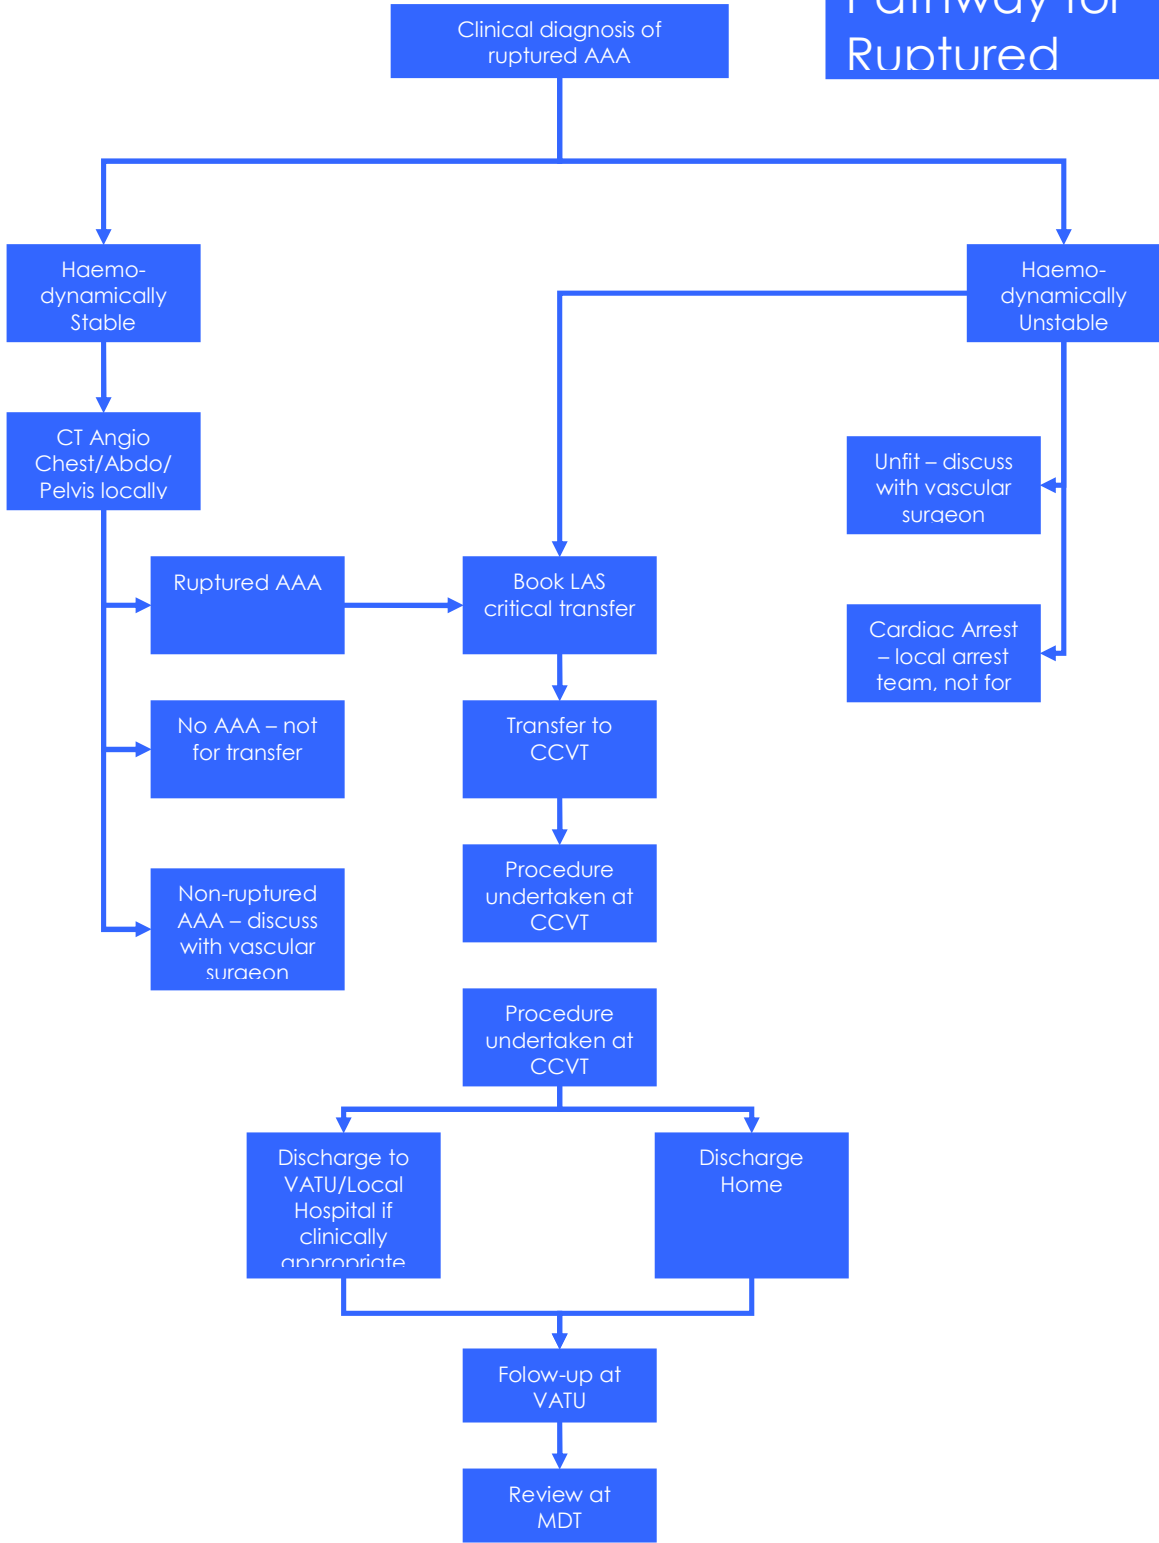 Pathway for
Ruptured
Clinical diagnosis of
ruptured AAA
Haemo-
dynamically
Stable
Haemo-
dynamically
Unstable
CT Angio
Chest/Abdo/
Pelvis locally
Unfit – discuss
with vascular
surgeon
Ruptured AAA
Book LAS
critical transfer
Cardiac Arrest
– local arrest
team, not for
No AAA – not
for transfer
Transfer to
CCVT
Non-ruptured
AAA – discuss
with vascular
surgeon
Procedure
undertaken at
CCVT
Procedure
undertaken at
CCVT
Discharge to
VATU/Local
Hospital if
clinically
appropriate
Discharge
Home
Folow-up at
VATU
Review at
MDT